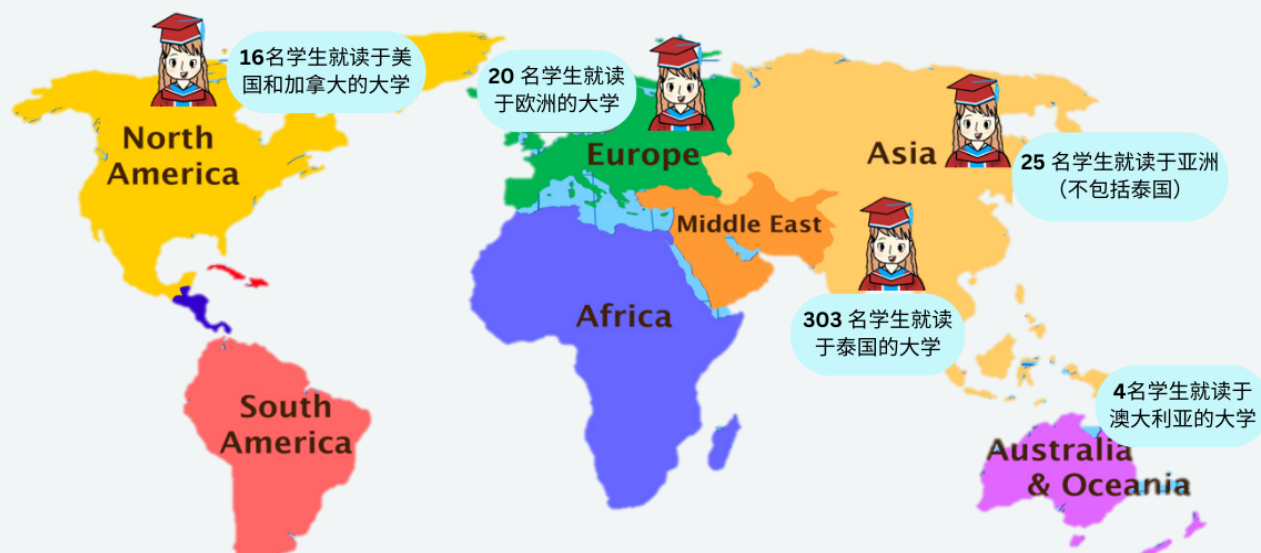 16名学生就读于美
国和加拿大的大学
20 名学生就读
于欧洲的大学
North
America
Europe
Asia
25 名学生就读于亚洲
（不包括泰国）
Middle East
Africa
303 名学生就读
于泰国的大学
4名学生就读于
澳大利亚的大学
South
America
Australia
& Oceania